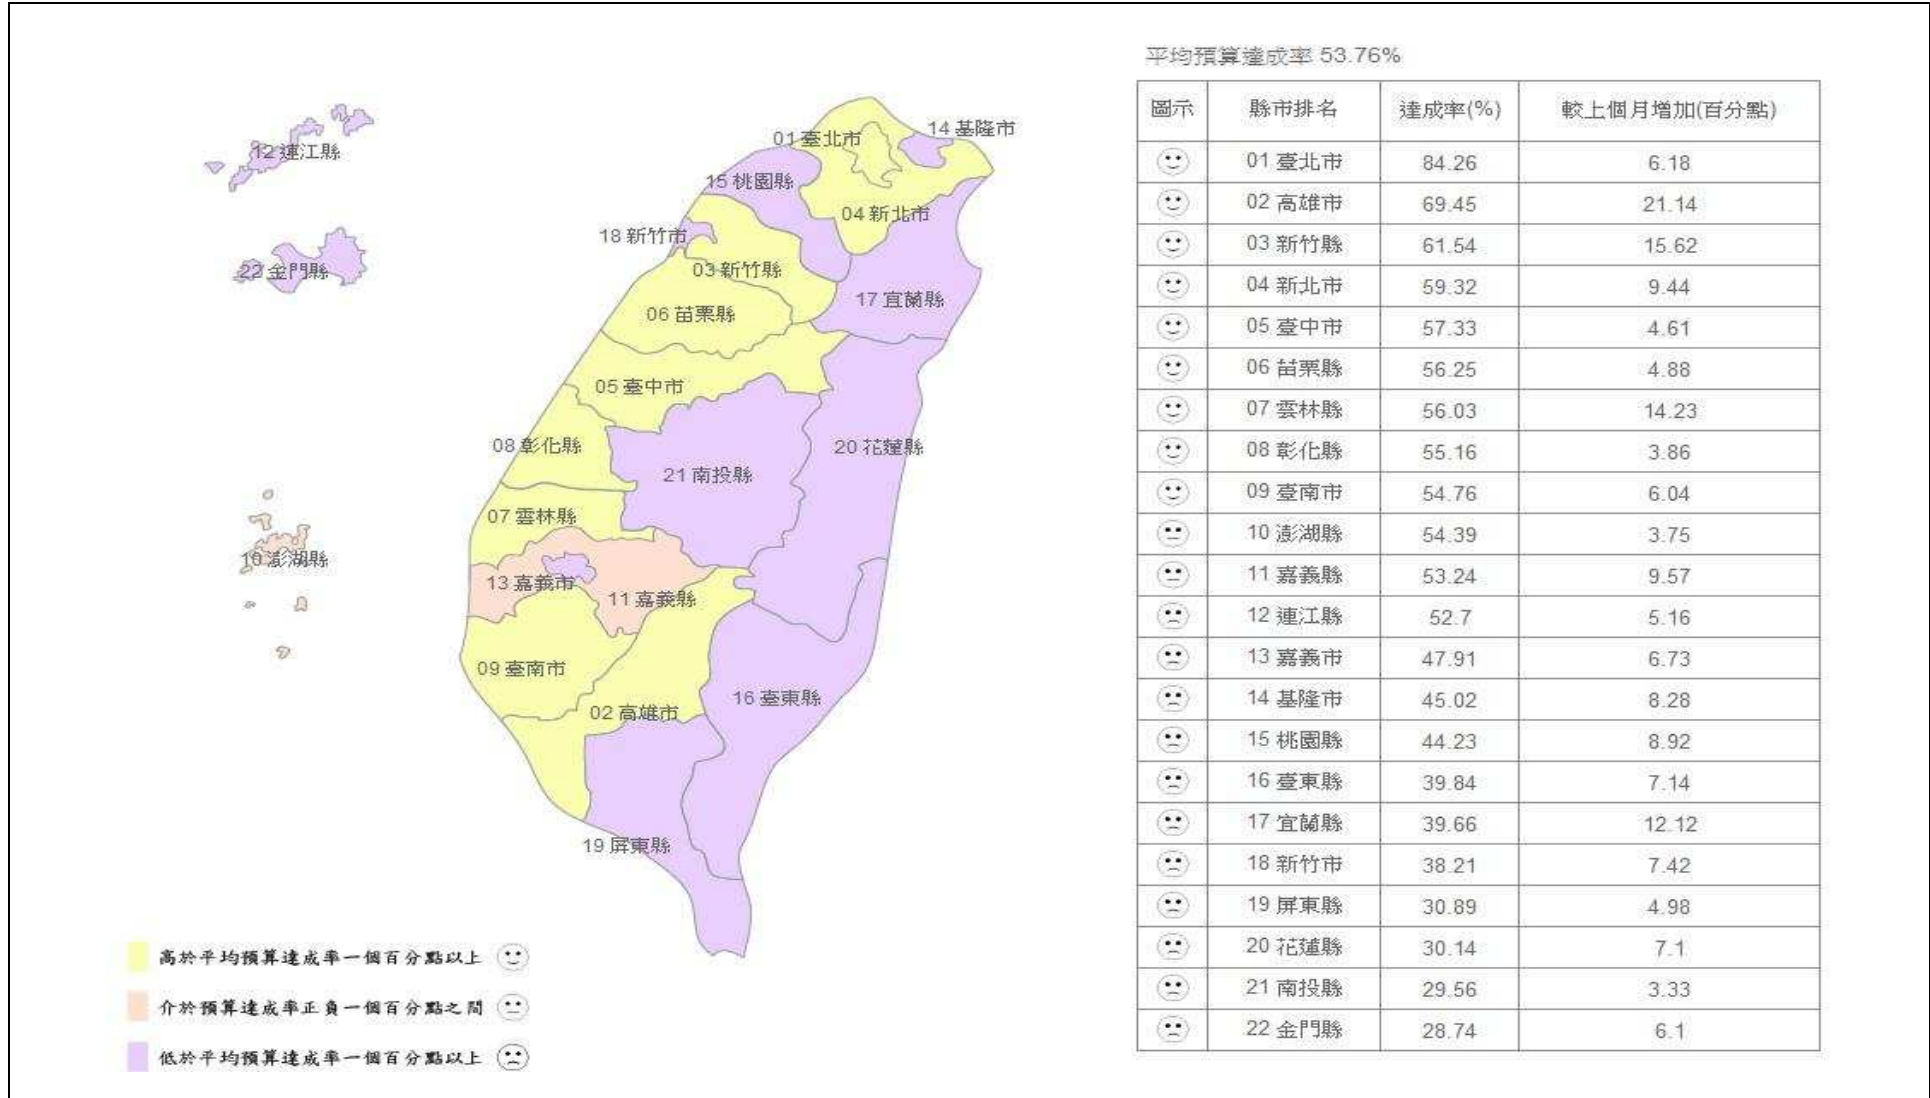 平均預算達成率 53.76%
圖示 縣市排名 達成率(%) 較上個月增加(百分點)
01 臺北市 84.26 6.18
02 高雄市 69.45 21.14
03 新竹縣 61.54 15.62
04 新北市 59.32 9.44
05 臺中市 57.33 4.61
06 苗栗縣 56.25 4.88
07 雲林縣 56.03 14.23
08 彰化縣 55.16 3.86
09 臺南市 54.76 6.04
10 澎湖縣 54.39 3.75
11 嘉義縣 53.24 9.57
12 連江縣 52.7 5.16
13 嘉義市 47.91 6.73
14 基隆市 45.02 8.28
15 桃園縣 44.23 8.92
16 臺東縣 39.84 7.14
17 宜蘭縣 39.66 12.12
18 新竹市 38.21 7.42
19 屏東縣 30.89 4.98
20 花蓮縣 30.14 7.1
21 南投縣 29.56 3.33
22 金門縣 28.74 6.1
14 基隆市
01 臺北市
12 連江縣
15 桃園縣
04 新北市
18 新竹市
03 新竹縣
22 金門縣
17 宜蘭縣
06 苗栗縣
05 臺中市
08 彰化縣
20 花蓮縣
21 南投縣
07 雲林縣
10 澎湖縣
13 嘉義市
11 嘉義縣
09 臺南市
16 臺東縣
02 高雄市
19 屏東縣
高於平均預算達成率一個百分點以上
介於預算達成率正負一個百分點之間
低於平均預算達成率一個百分點以上